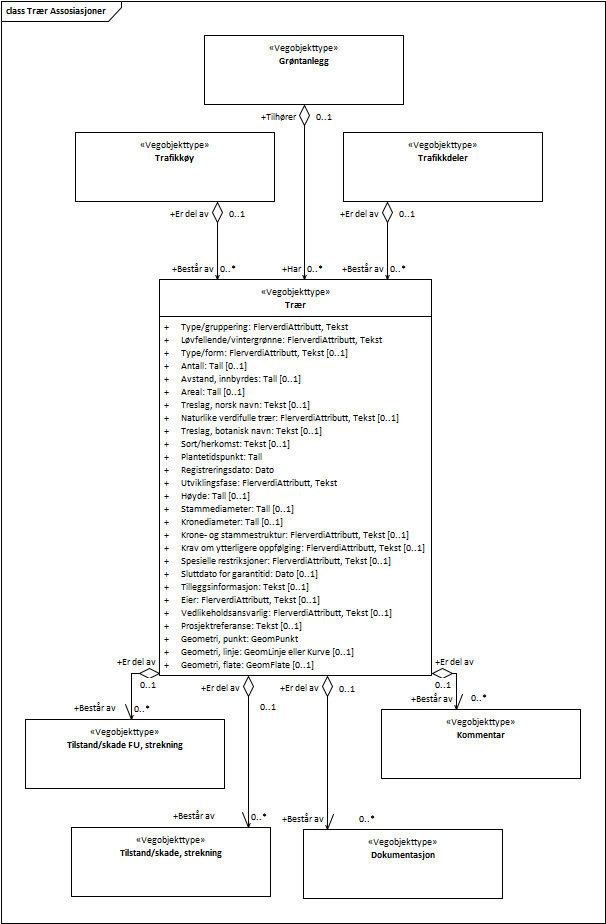 class Trær Assosiasjoner
«Vegobjekttype»
Grøntanlegg
+Tilhører 0..1
«Vegobjekttype»
Trafikkøy
«Vegobjekttype»
Trafikkdeler
+Er del av 0..1
+Er del av 0..1
+Består av 0..*
+Har 0..*
+Består av 0..*
«Vegobjekttype»
Trær
+ Type/gruppering: FlerverdiAttributt, Tekst
+ Løvfellende/vintergrønne: FlerverdiAttributt, Tekst
+ Type/form: FlerverdiAttributt, Tekst [0..1]
+ Antall: Tall [0..1]
+ Avstand, innbyrdes: Tall [0..1]
+ Areal: Tall [0..1]
+ Treslag, norsk navn: Tekst [0..1]
+ Naturlike verdifulle trær: FlerverdiAttributt, Tekst [0..1]
+ Treslag, botanisk navn: Tekst [0..1]
+ Sort/herkomst: Tekst [0..1]
+ Plantetidspunkt: Tall
+ Registreringsdato: Dato
+ Utviklingsfase: FlerverdiAttributt, Tekst
+ Høyde: Tall [0..1]
+ Stammediameter: Tall [0..1]
+ Kronediameter: Tall [0..1]
+ Krone- og stammestruktur: FlerverdiAttributt, Tekst [0..1]
+ Krav om ytterligere oppfølging: FlerverdiAttributt, Tekst [0..1]
+ Spesielle restriksjoner: FlerverdiAttributt, Tekst [0..1]
+ Sluttdato for garantitid: Dato [0..1]
+ Tilleggsinformasjon: Tekst [0..1]
+ Eier: FlerverdiAttributt, Tekst [0..1]
+ Vedlikeholdsansvarlig: FlerverdiAttributt, Tekst [0..1]
+ Prosjektreferanse: Tekst [0..1]
+ Geometri, punkt: GeomPunkt
+ Geometri, linje: GeomLinje eller Kurve [0..1]
+ Geometri, flate: GeomFlate [0..1]
+Er del av
0..1
+Er del av
0..1
+Er del av
0..1
+Er del av
0..1
+Består av 0..*
«Vegobjekttype»
Tilstand/skade FU, strekning
+Består av 0..*
«Vegobjekttype»
Kommentar
+Består av 0..*
«Vegobjekttype»
Tilstand/skade, strekning
+Består av 0..*
«Vegobjekttype»
Dokumentasjon